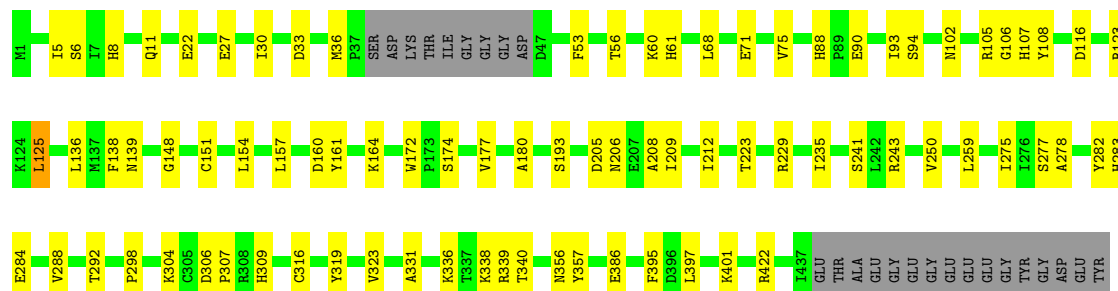 M1 I5 S6 I7 H8 Q11 E22 E27 I30 D33 M36 P37 SER ASP LYS THR ILE GLY GLY GLY ASP D47 F53 T56 K60 H61 L68 E71 V75 H88 P89 E90 I93 S94 N102 R105 G106 H107 Y108 D116
K124 L125 L136 M137 F138 N139 G148 C151 L154 L157 D160 Y161 K164 W172 P173 S174 V177 A180 S193 D205 N206 E207 A208 I209 I212 T223 R229 I235 S241 L242 R243 V250 L259 I275 I276 S277 A278 Y282
E284 V288 T292 P298 K304 C305 D306 P307 R308 H309 C316 Y319 V323 A331 K336 T337 K338 R339 T340 N356 Y357 E386 F395 D396 L397 K401 R422 I437 GLU THR ALA GLU GLY GLU GLY GLU GLU GLU GLY TYR GLY ASP GLU TYR